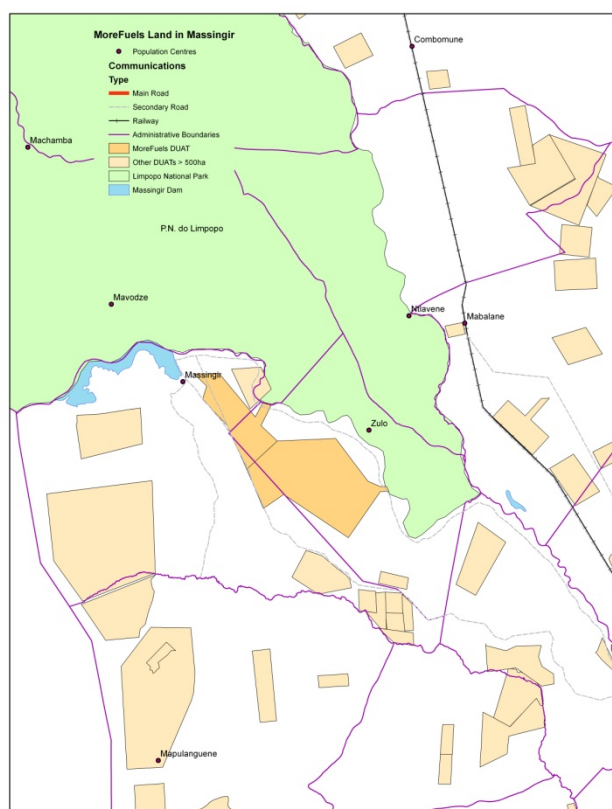 MoreFuels Land in Massingir
Population Centres
Communications
Type
Main Road
Secondary Road
Railway
Administrative Boundaries
MoreFuels DUAT
Other DUATs > 500ha
Limpopo National Park
Massingir Dam
Combomune
Machamba
P.N. do Limpopo
Mavodze
Ntlavene
Mabalane
Massingir
Zulo
Mapulanguene